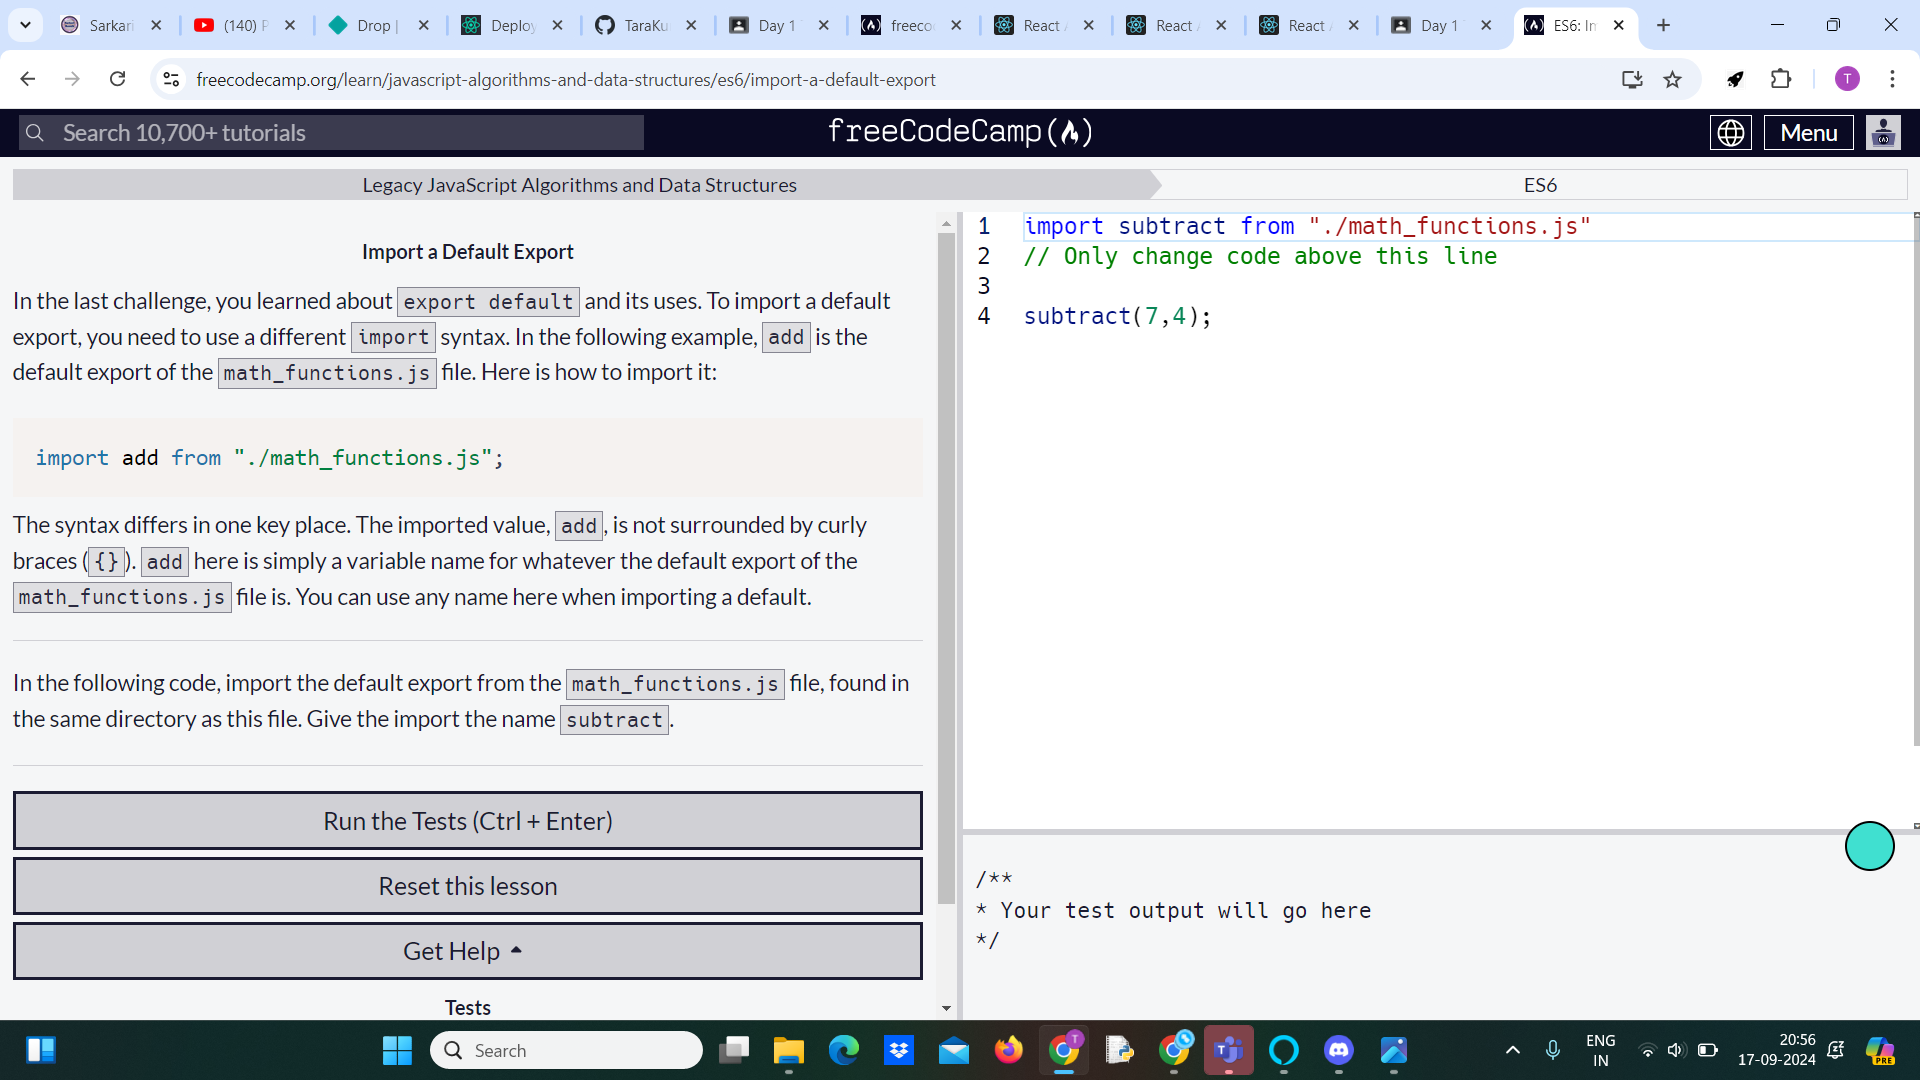 Sarkari
(140) P
Drop |
Deploy
TaraKu
Day 1
freeco
React
React
React
Day 1
ES6: In
freecodecamp.org/learn/javascript-algorithms-and-data-structures/es6/import-a-default-export
T
Search 10,700+ tutorials
freeCodeCamp(🔥)
Menu
Legacy JavaScript Algorithms and Data Structures
ES6
Import a Default Export
In the last challenge, you learned about export default and its uses. To import a default
export, you need to use a different import syntax. In the following example, add is the
default export of the math_functions.js file. Here is how to import it:
import add from "./math_functions.js";
The syntax differs in one key place. The imported value, add, is not surrounded by curly
braces ({}). add here is simply a variable name for whatever the default export of the
math_functions.js file is. You can use any name here when importing a default.
In the following code, import the default export from the math_functions.js file, found in
the same directory as this file. Give the import the name subtract.
Run the Tests (Ctrl + Enter)
Reset this lesson
Get Help
Tests
1 import subtract from "./math_functions.js"
2 // Only change code above this line
3
4 subtract(7,4);
/**
* Your test output will go here
*/
Search
T
ENG
IN
20:56
17-09-2024
PRE